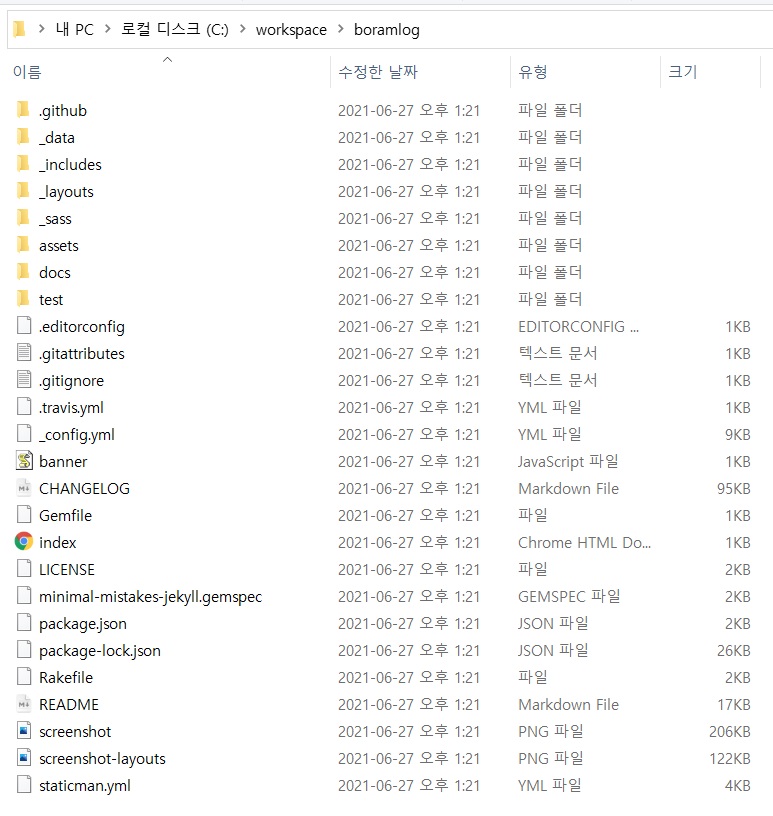 내 PC > 로컬 디스크 (C:) > workspace > boramlog
이름 수정한 날짜 유형 크기
.github 2021-06-27 오후 1:21 파일 폴더
_data 2021-06-27 오후 1:21 파일 폴더
_includes 2021-06-27 오후 1:21 파일 폴더
_layouts 2021-06-27 오후 1:21 파일 폴더
_sass 2021-06-27 오후 1:21 파일 폴더
assets 2021-06-27 오후 1:21 파일 폴더
docs 2021-06-27 오후 1:21 파일 폴더
test 2021-06-27 오후 1:21 파일 폴더
.editorconfig 2021-06-27 오후 1:21 EDITORCONFIG ... 1KB
.gitattributes 2021-06-27 오후 1:21 텍스트 문서 1KB
.gitignore 2021-06-27 오후 1:21 텍스트 문서 1KB
.travis.yml 2021-06-27 오후 1:21 YML 파일 1KB
_config.yml 2021-06-27 오후 1:21 YML 파일 9KB
banner 2021-06-27 오후 1:21 JavaScript 파일 1KB
CHANGELOG 2021-06-27 오후 1:21 Markdown File 95KB
Gemfile 2021-06-27 오후 1:21 파일 1KB
index 2021-06-27 오후 1:21 Chrome HTML Do... 1KB
LICENSE 2021-06-27 오후 1:21 파일 2KB
minimal-mistakes-jekyll.gemspec 2021-06-27 오후 1:21 GEMSPEC 파일 2KB
package.json 2021-06-27 오후 1:21 JSON 파일 2KB
package-lock.json 2021-06-27 오후 1:21 JSON 파일 26KB
Rakefile 2021-06-27 오후 1:21 파일 2KB
README 2021-06-27 오후 1:21 Markdown File 17KB
screenshot 2021-06-27 오후 1:21 PNG 파일 206KB
screenshot-layouts 2021-06-27 오후 1:21 PNG 파일 122KB
staticman.yml 2021-06-27 오후 1:21 YML 파일 4KB